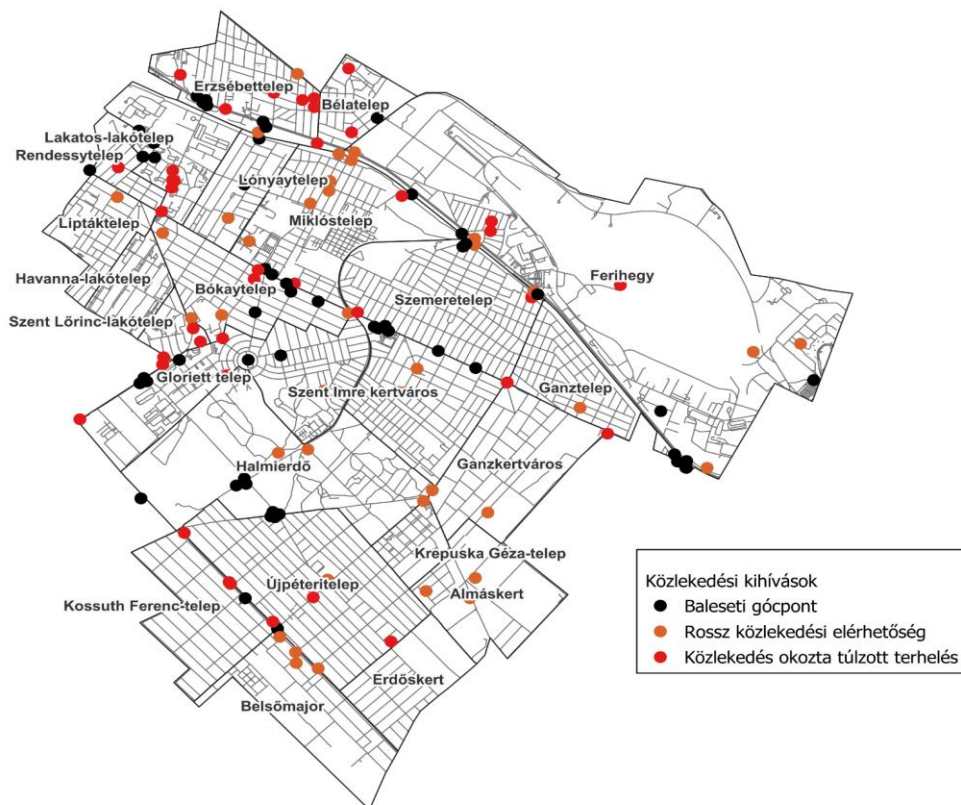 Erzsébettelep
Bélatelep
Lakatos-lakótelep
Rendessytelep
Lónyaytelep
Liptáktelep
Miklóstelep
Havanna-lakótelep
Bókaytelep
Ferihegy
Szemeretelep
Szent Lőrinc-lakótelep
Gloriett telep
Szent Imre kertváros
Ganztelep
Halmierdő
Ganzkertváros
Krepuska Géza-telep
Újpéteritelep
Almáskert
Kossuth Ferenc-telep
Erdőskert
Belsőmajor
Közlekedési kihívások
Baleseti gócpont
Rossz közlekedési elérhetőség
Közlekedés okozta túlzott terhelés